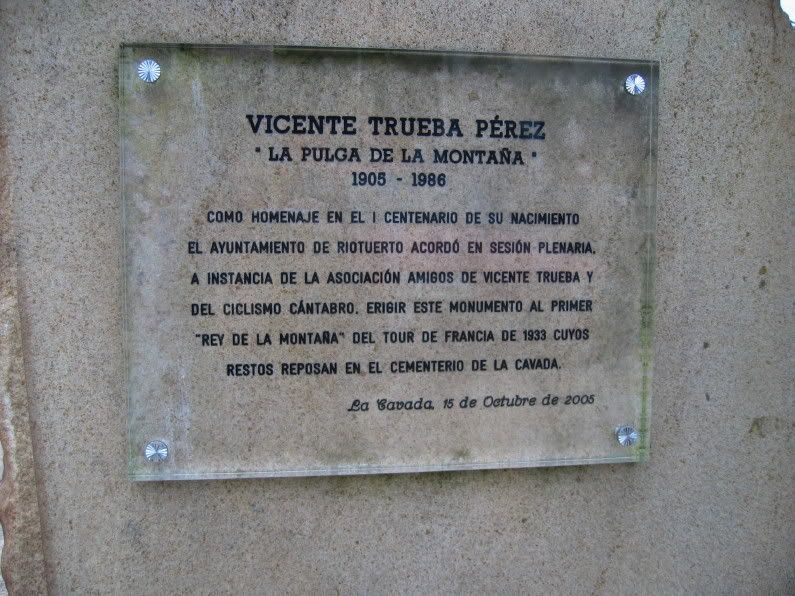 VICENTE TRUEBA PÉREZ
"LA PULGA DE LA MONTAÑA"
1905 - 1986
COMO HOMENAJE EN EL I CENTENARIO DE SU NACIMIENTO
EL AYUNTAMIENTO DE RIOTUERTO ACORDÓ EN SESIÓN PLENARIA,
A INSTANCIA DE LA ASOCIACIÓN AMIGOS DE VICENTE TRUEBA Y
DEL CICLISMO CÁNTABRO, ERIGIR ESTE MONUMENTO AL PRIMER
"REY DE LA MONTAÑA" DEL TOUR DE FRANCIA DE 1933 CUYOS
RESTOS REPOSAN EN EL CEMENTERIO DE LA CAVADA.
La Cavada, 15 de Octubre de 2005